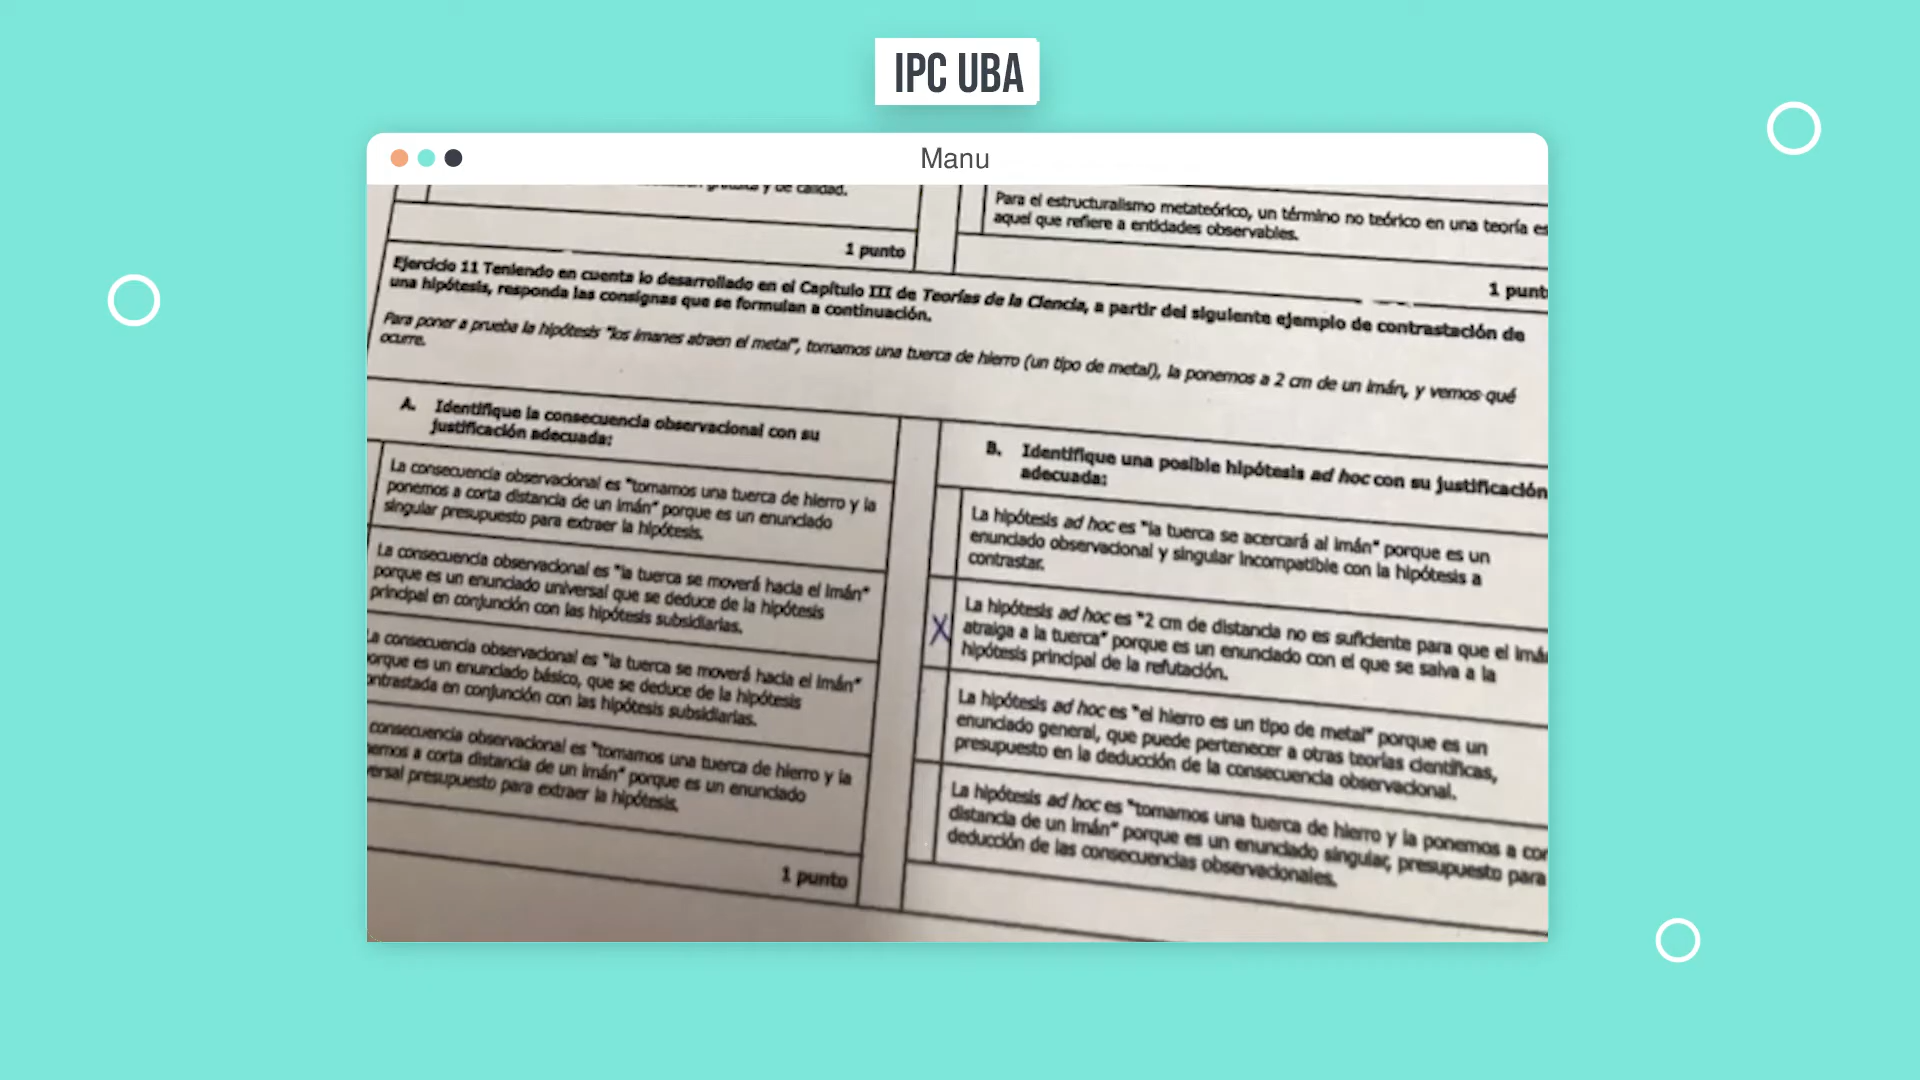 IPC UBA
Manu
y de calidad.
1 punto
Para el estructuralismo metateórico, un término no teórico en una teoría es
aquel que refiere a entidades observables.
1 punt
Ejercicio 11 Teniendo en cuenta lo desarrollado en el Capítulo III de Teorías de la Ciencia, a partir del siguiente ejemplo de contrastación de
una hipótesis, responda las consignas que se formulan a continuación.
Para poner a prueba la hipótesis "los imanes atraen el metal", tomamos una tuerca de hierro (un tipo de metal), la ponemos a 2 cm de un imán, y vemos qué
ocurre.
A. Identifique la consecuencia observacional con su
justificación adecuada:
La consecuencia observacional es "tomamos una tuerca de hierro y la
ponemos a corta distancia de un imán" porque es un enunciado
singular presupuesto para extraer la hipótesis.
La consecuencia observacional es "la tuerca se moverá hacia el imán"
porque es un enunciado universal que se deduce de la hipótesis
principal en conjunción con las hipótesis subsidiarias.
La consecuencia observacional es "la tuerca se moverá hacia el imán"
orque es un enunciado básico, que se deduce de la hipótesis
ontrastada en conjunción con las hipótesis subsidiarias.
consecuencia observacional es "tomamos una tuerca de hierro y la
nemos a corta distancia de un imán" porque es un enunciado
versal presupuesto para extraer la hipótesis.
1 punto
B. Identifique una posible hipótesis ad hoc con su justificación
adecuada:
La hipótesis ad hoc es "la tuerca se acercará al imán" porque es un
enunciado observacional y singular incompatible con la hipótesis a
contrastar.
X
La hipótesis ad hoc es "2 cm de distancia no es suficiente para que el imá
atraiga a la tuerca" porque es un enunciado con el que se salva a la
hipótesis principal de la refutación.
La hipótesis ad hoc es "el hierro es un tipo de metal" porque es un
enunciado general, que puede pertenecer a otras teorías científicas,
presupuesto en la deducción de la consecuencia observacional.
La hipótesis ad hoc es "tomamos una tuerca de hierro y la ponemos a cor
distancia de un imán" porque es un enunciado singular, presupuesto para
deducción de las consecuencias observacionales.